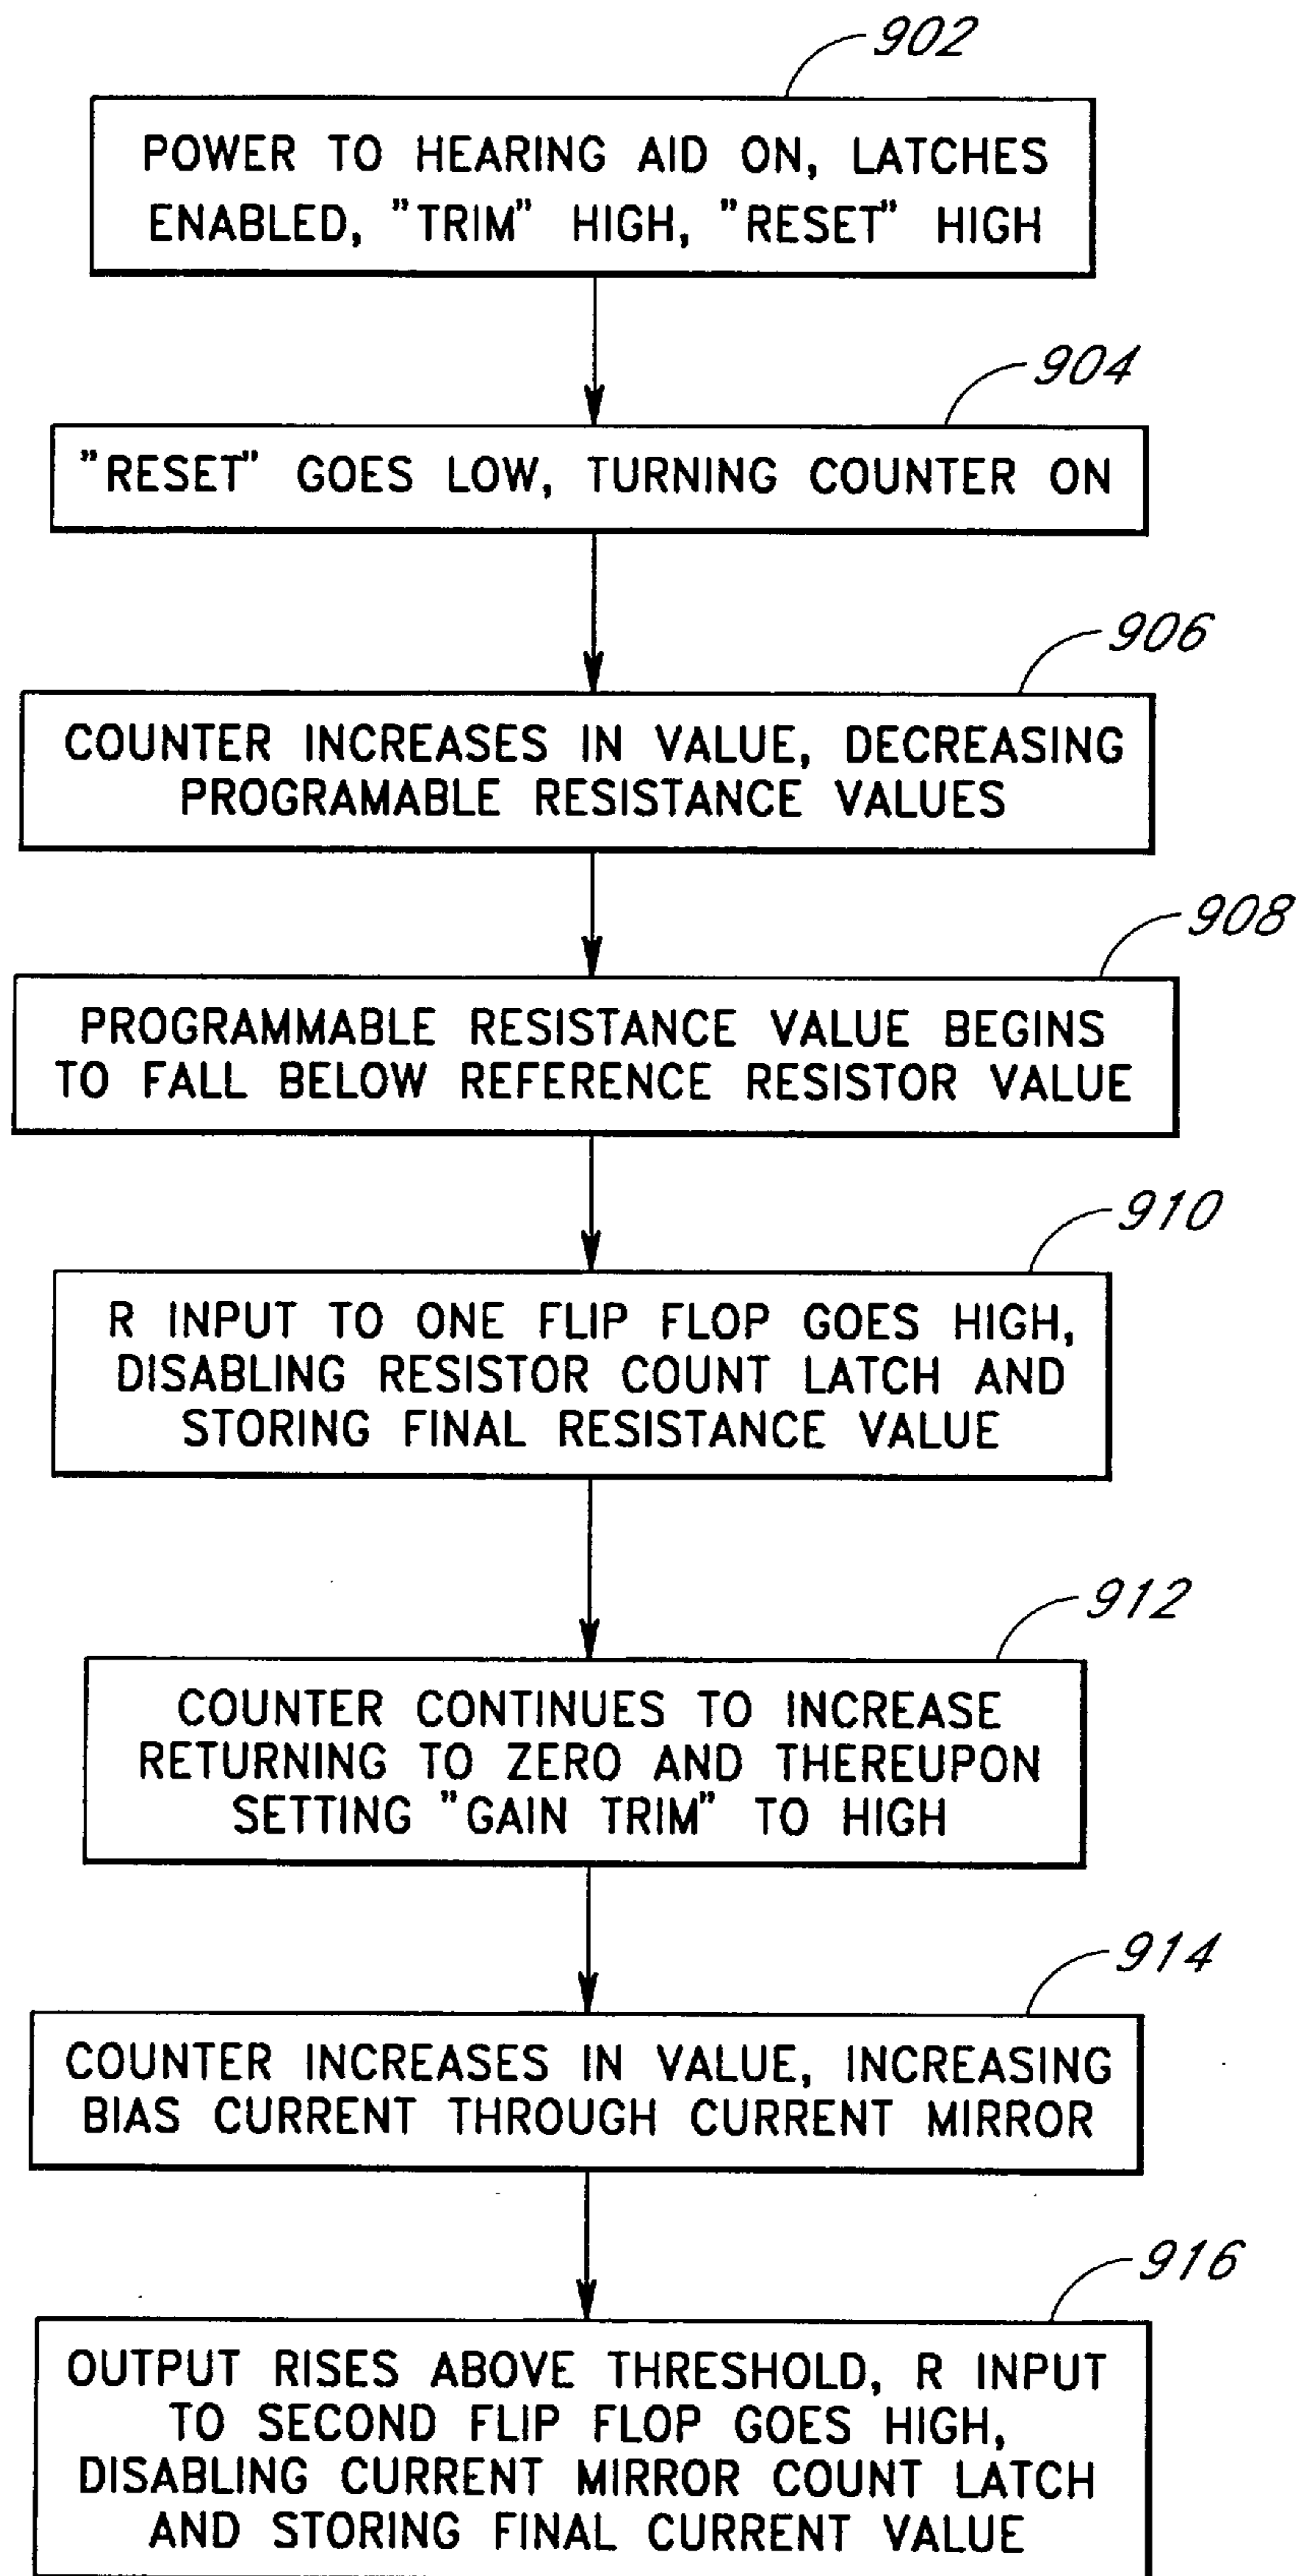 902
POWER TO HEARING AID ON, LATCHES
ENABLED, "TRIM" HIGH, "RESET" HIGH
904
"RESET" GOES LOW, TURNING COUNTER ON
906
COUNTER INCREASES IN VALUE, DECREASING
PROGRAMABLE RESISTANCE VALUES
908
PROGRAMMABLE RESISTANCE VALUE BEGINS
TO FALL BELOW REFERENCE RESISTOR VALUE
910
R INPUT TO ONE FLIP FLOP GOES HIGH,
DISABLING RESISTOR COUNT LATCH AND
STORING FINAL RESISTANCE VALUE
912
COUNTER CONTINUES TO INCREASE
RETURNING TO ZERO AND THEREUPON
SETTING "GAIN TRIM" TO HIGH
914
COUNTER INCREASES IN VALUE, INCREASING
BIAS CURRENT THROUGH CURRENT MIRROR
916
OUTPUT RISES ABOVE THRESHOLD, R INPUT
TO SECOND FLIP FLOP GOES HIGH,
DISABLING CURRENT MIRROR COUNT LATCH
AND STORING FINAL CURRENT VALUE